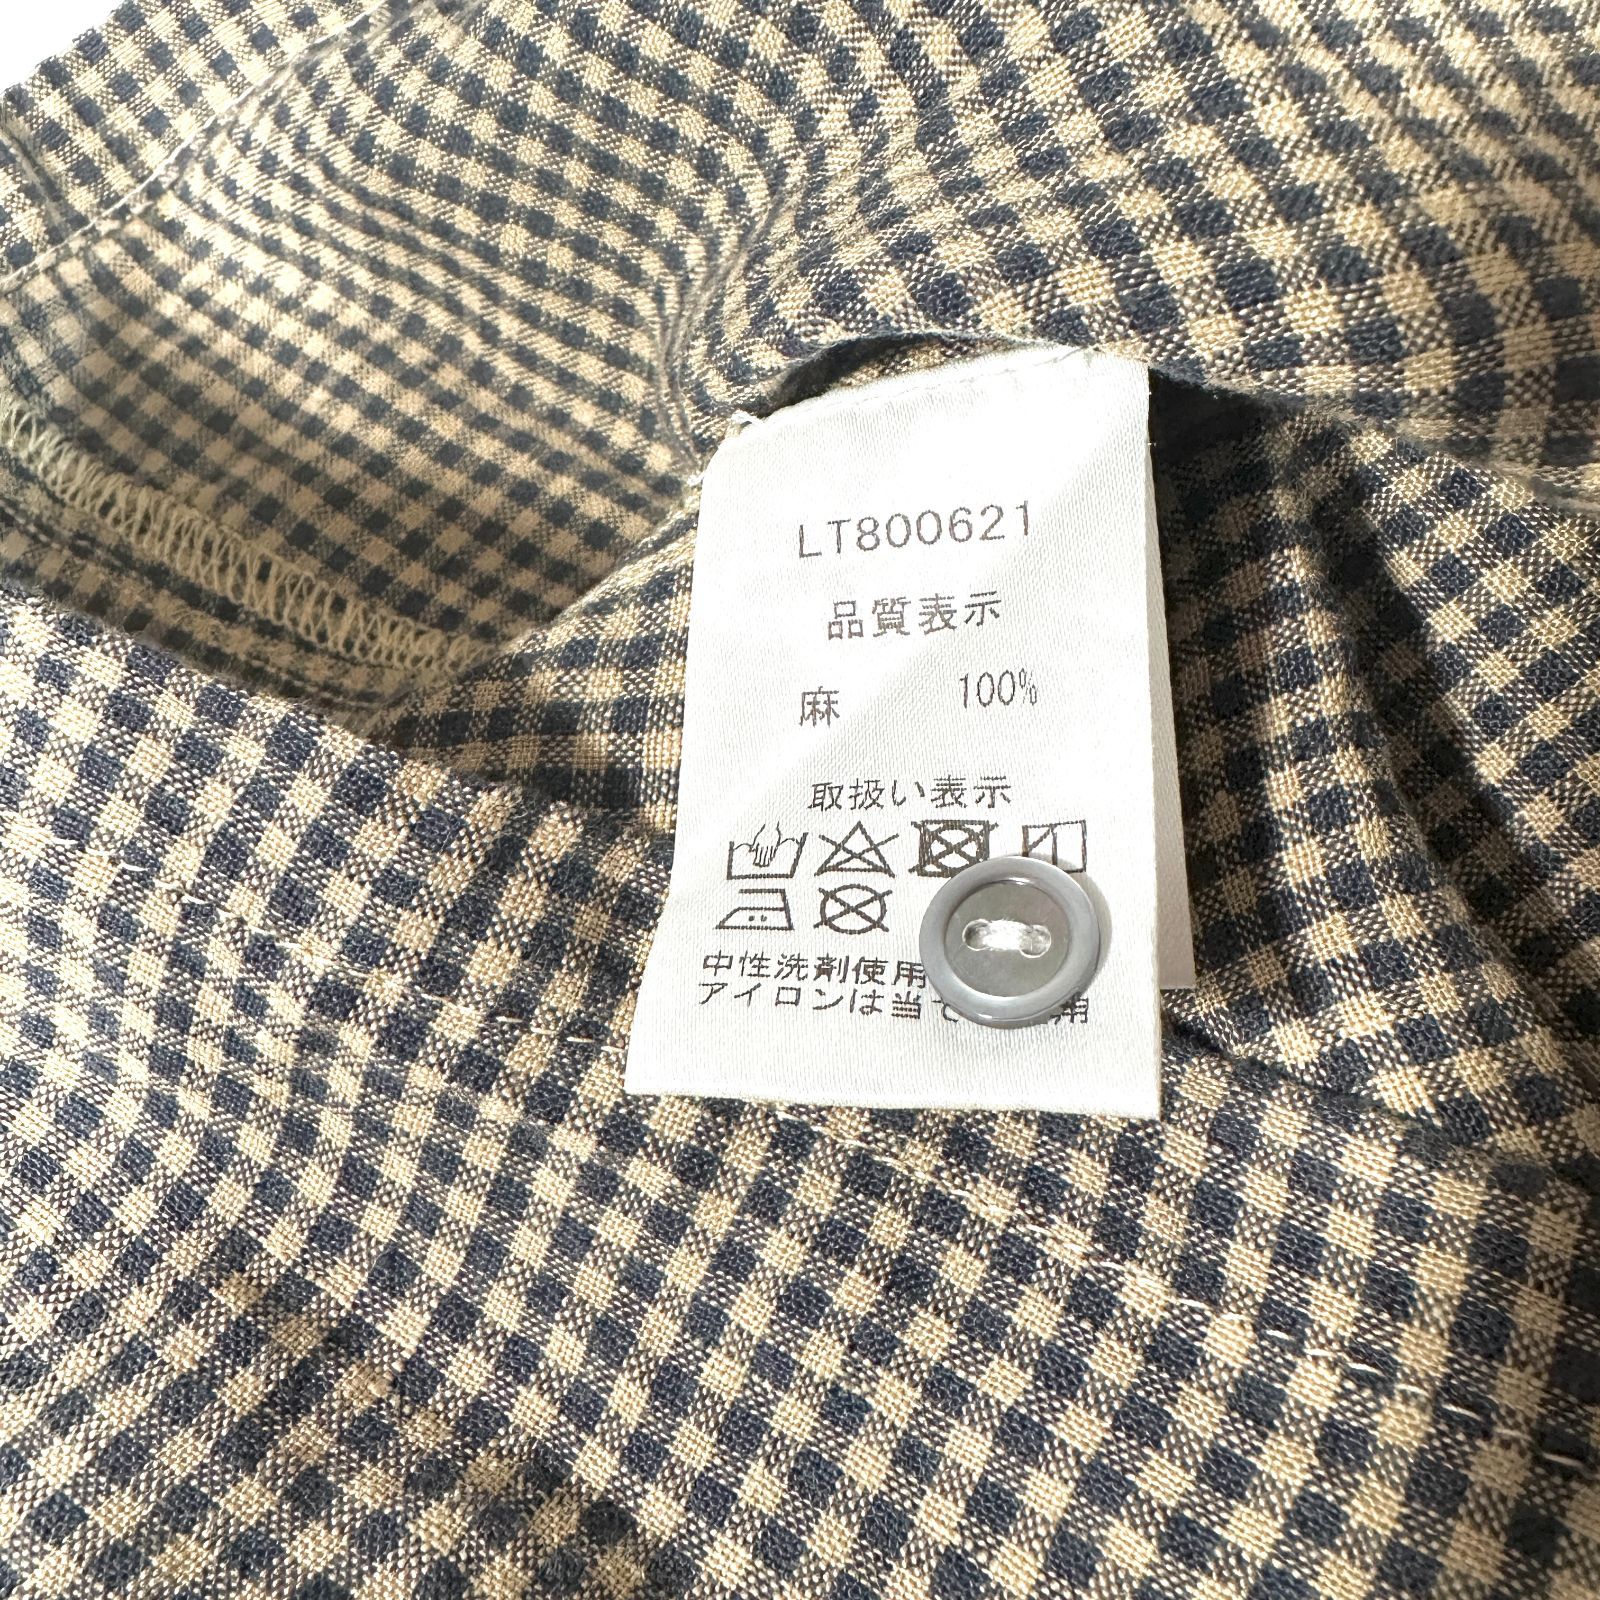 LT800621
品質表示
麻 100%
取扱い表示
中性洗剤使用
アイロンは当て 用